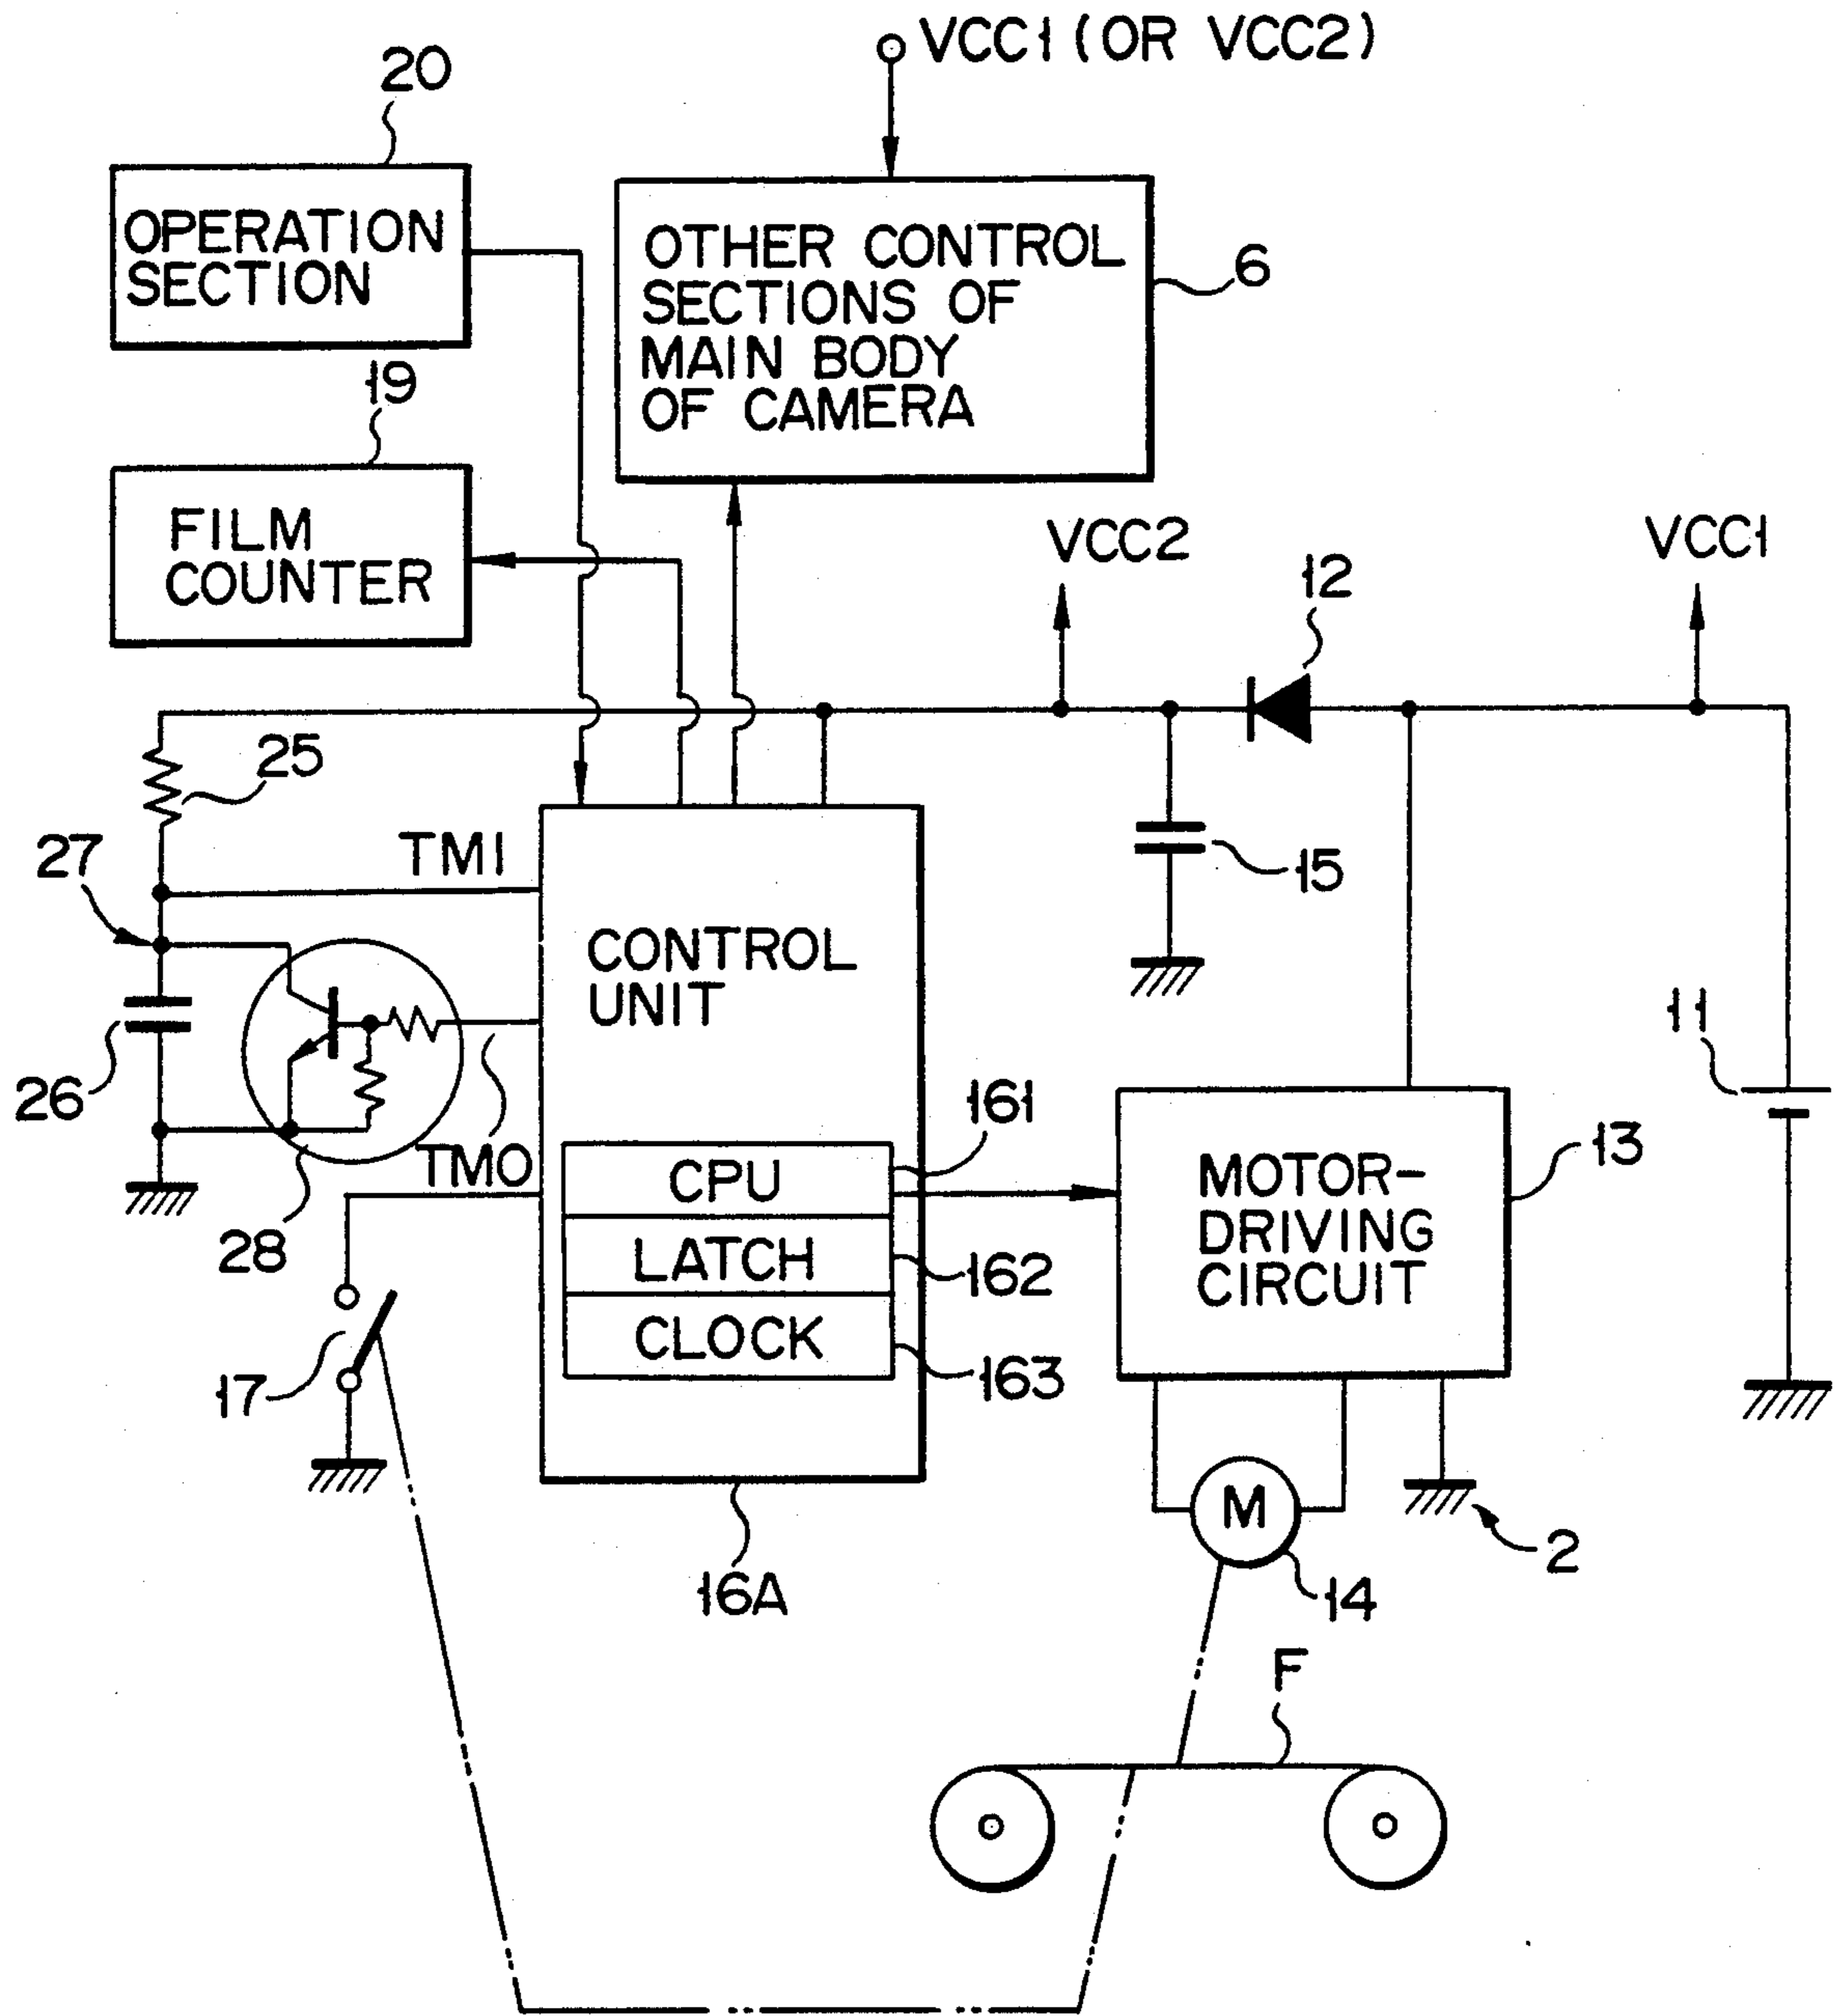 VCC1 (OR VCC2)
20
OPERATION
SECTION
OTHER CONTROL
SECTIONS OF
MAIN BODY
OF CAMERA
6
19
FILM
COUNTER
VCC2
VCC1
12
25
27
TMI
15
CONTROL
UNIT
26
11
161
TMO
CPU
MOTOR-
DRIVING
CIRCUIT
13
28
LATCH
162
CLOCK
163
17
M
2
16A
14
F